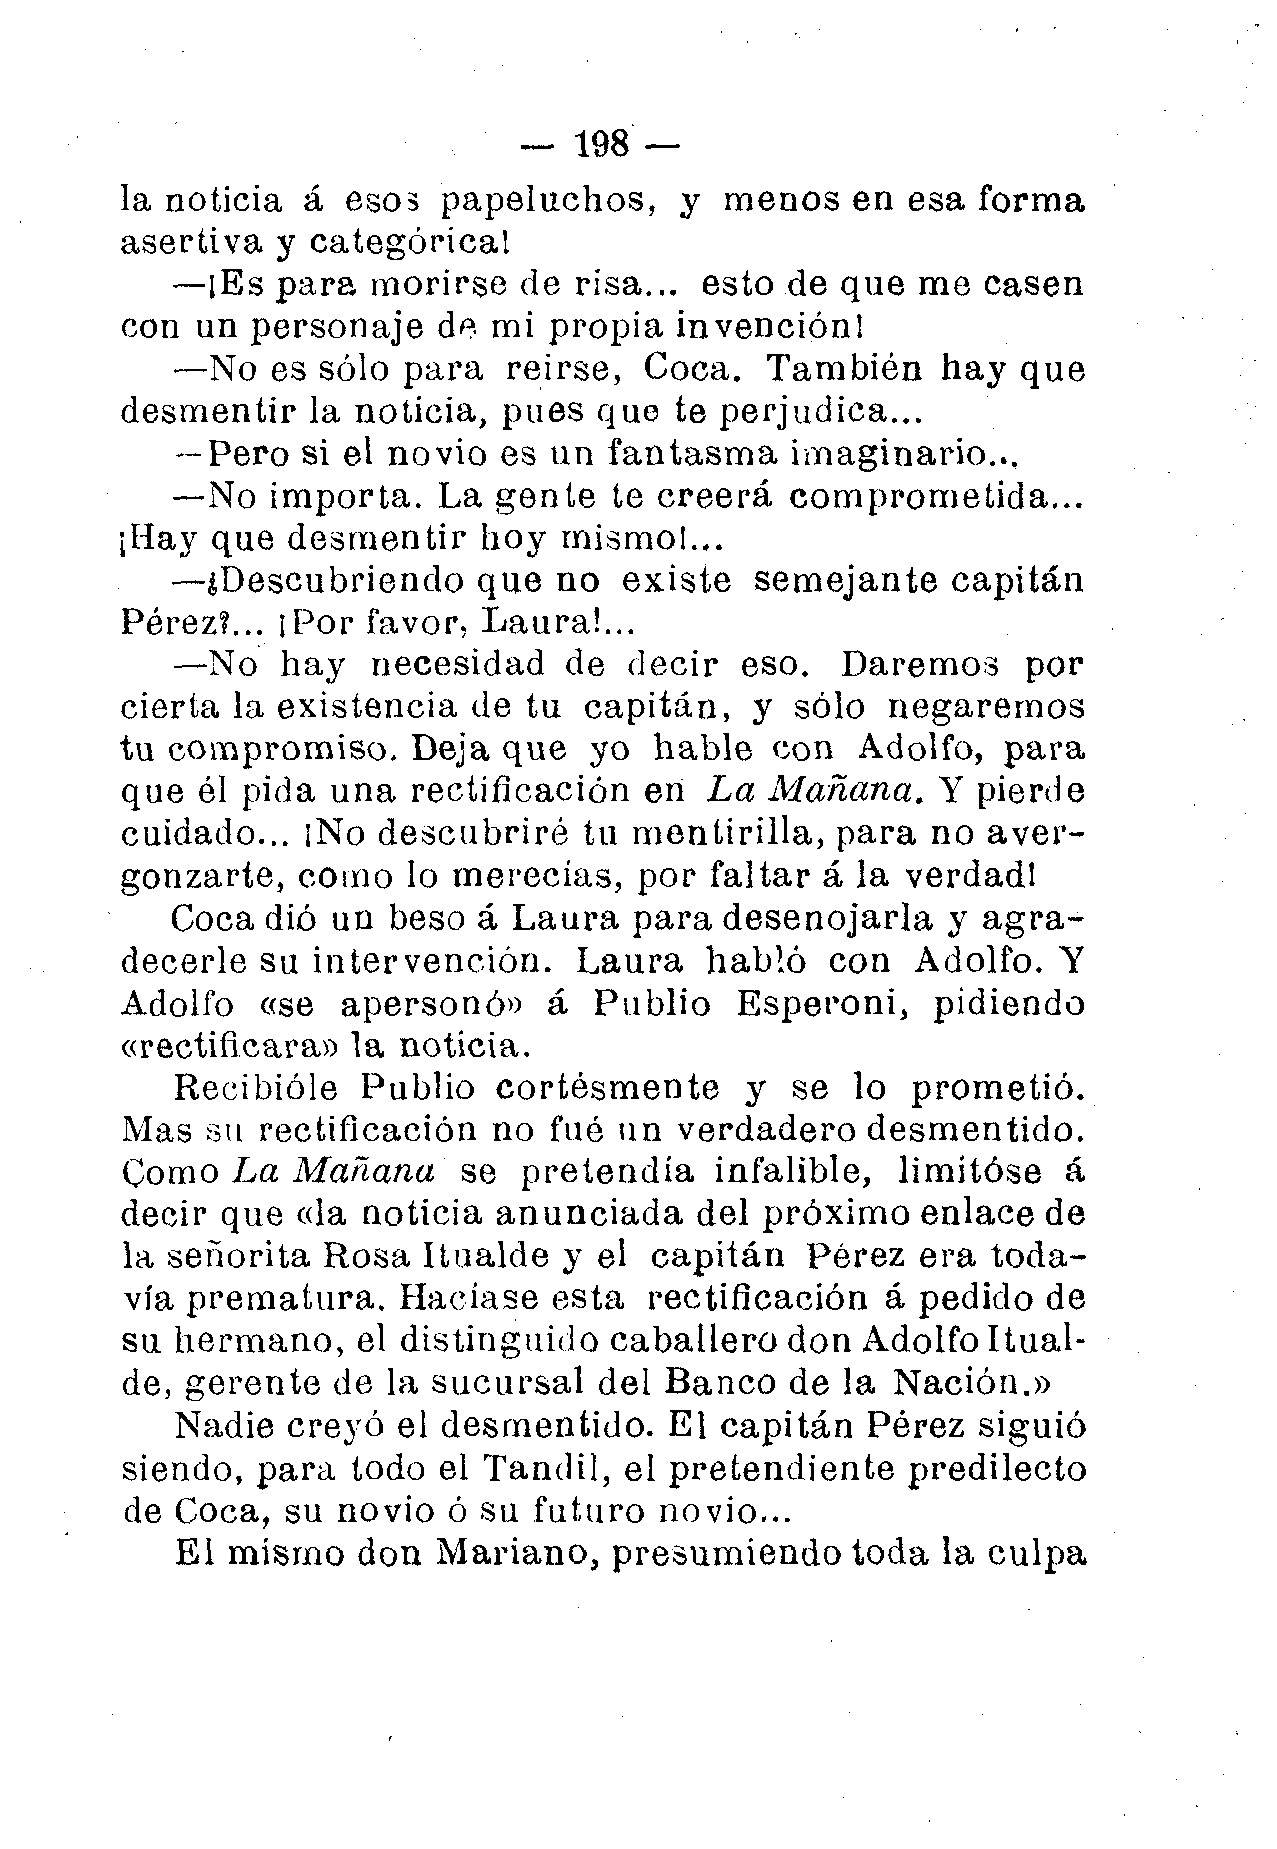 — 198 —
la noticia á esos papeluchos, y menos en esa forma
asertiva y categórica!
—¡Es para morirse de risa... esto de que me casen
con un personaje de mi propia invención!
—No es sólo para reirse, Coca. También hay que
desmentir la noticia, pues que te perjudica...
—Pero si el novio es un fantasma imaginario...
—No importa. La gente te creerá comprometida...
¡Hay que desmentir hoy mismo!...
—¿Descubriendo que no existe semejante capitán
Pérez?... ¡Por favor, Laura!...
—No hay necesidad de decir eso. Daremos por
cierta la existencia de tu capitán, y sólo negaremos
tu compromiso. Deja que yo hable con Adolfo, para
que él pida una rectificación en La Mañana. Y pierde
cuidado... ¡No descubriré tu mentirilla, para no aver-
gonzarte, como lo merecias, por faltar á la verdad!
Coca dió un beso á Laura para desenojarla y agra-
decerle su intervención. Laura habló con Adolfo. Y
Adolfo «se apersonó» á Publio Esperoni, pidiendo
«rectificara» la noticia.
Recibióle Publio cortésmente y se lo prometió.
Mas su rectificación no fué un verdadero desmentido.
Como La Mañana se pretendía infalible, limitóse á
decir que «la noticia anunciada del próximo enlace de
la señorita Rosa Itualde y el capitán Pérez era toda-
vía prematura. Haciase esta rectificación á pedido de
su hermano, el distinguido caballero don Adolfo Itual-
de, gerente de la sucursal del Banco de la Nación.»
Nadie creyó el desmentido. El capitán Pérez siguió
siendo, para todo el Tandil, el pretendiente predilecto
de Coca, su novio ó su futuro novio...
El mismo don Mariano, presumiendo toda la culpa